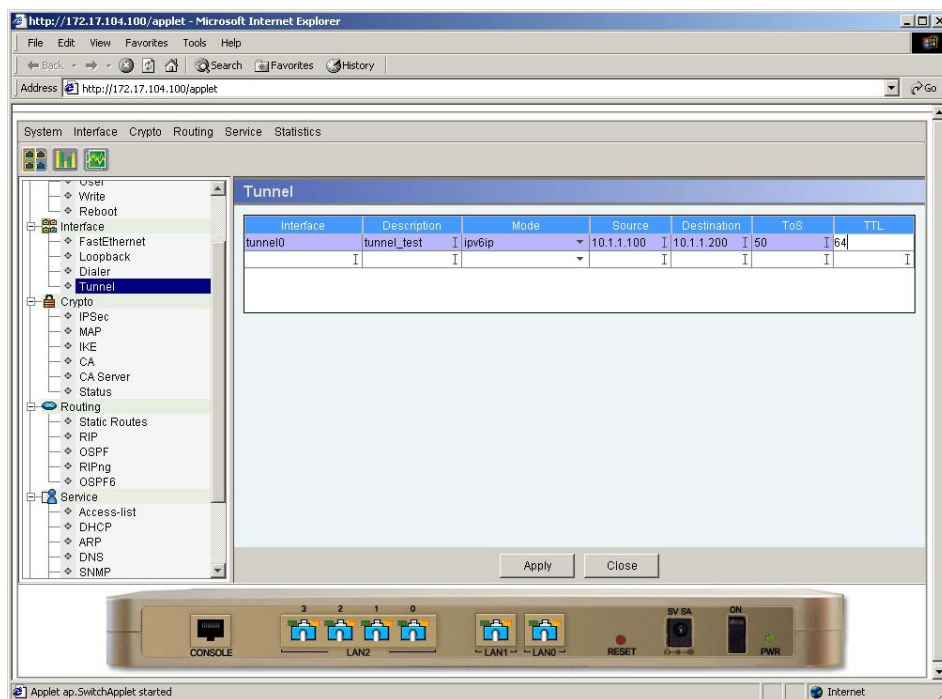 http://172.17.104.100/applet - Microsoft Internet Explorer
File Edit View Favorites Tools Help
Back Search Favorites History
Address http://172.17.104.100/applet Go
System Interface Crypto Routing Service Statistics
User
Write
Reboot
Interface
FastEthernet
Loopback
Dialer
Tunnel
Crypto
IPSec
MAP
IKE
CA
CA Server
Status
Routing
Static Routes
RIP
OSPF
RIPng
OSPF6
Service
Access-list
DHCP
ARP
DNS
SNMP
Tunnel
Interface Description Mode Source Destination ToS TTL
tunnel0 tunnel_test ipv6ip 10.1.1.100 10.1.1.200 50 64
Apply Close
3 2 1 0 5V 5A ON
CONSOLE LAN2 LAN1 LAN0 RESET PWR
Applet ap.SwitchApplet started Internet